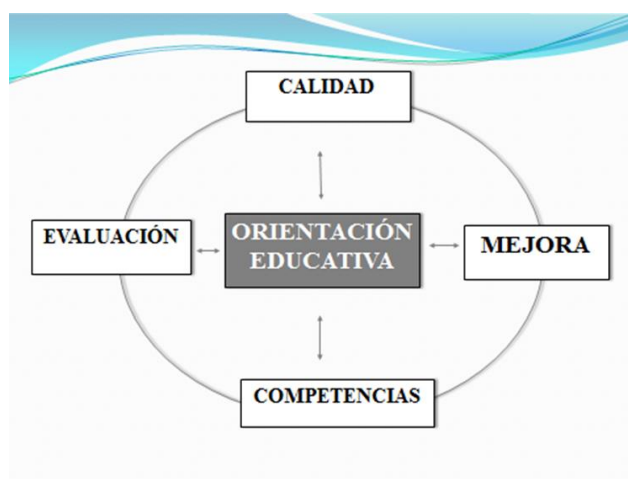 CALIDAD
EVALUACIÓN
ORIENTACIÓN
EDUCATIVA
MEJORA
COMPETENCIAS